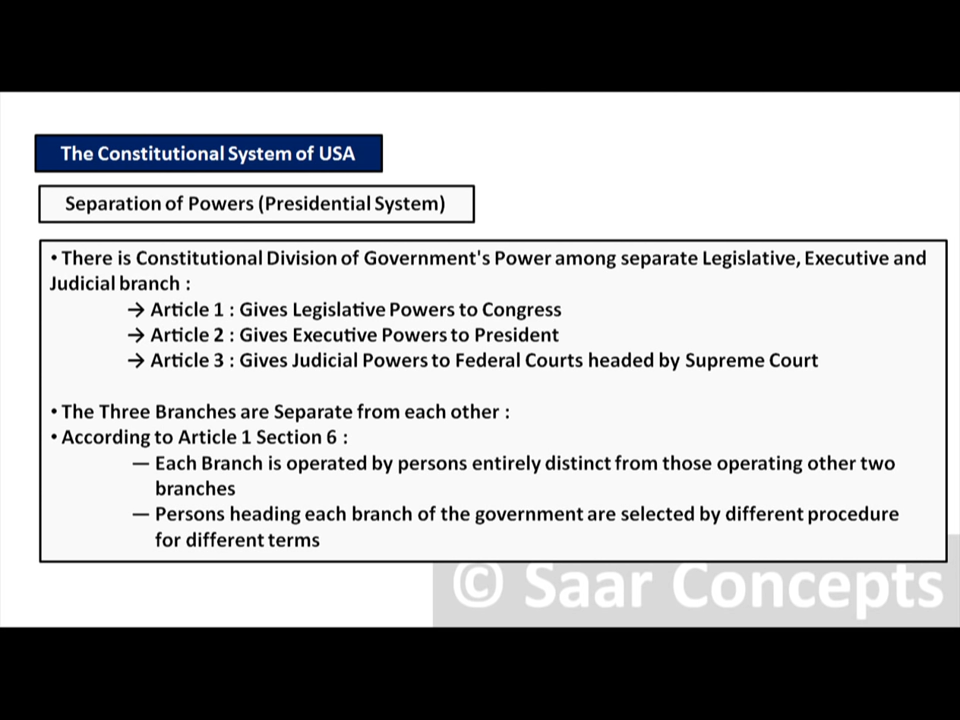 The Constitutional System of USA
Separation of Powers (Presidential System)
• There is Constitutional Division of Government's Power among separate Legislative, Executive and
Judicial branch :
→ Article 1 : Gives Legislative Powers to Congress
→ Article 2 : Gives Executive Powers to President
→ Article 3 : Gives Judicial Powers to Federal Courts headed by Supreme Court
• The Three Branches are Separate from each other :
• According to Article 1 Section 6 :
— Each Branch is operated by persons entirely distinct from those operating other two
branches
— Persons heading each branch of the government are selected by different procedure
for different terms
© Saar Concepts